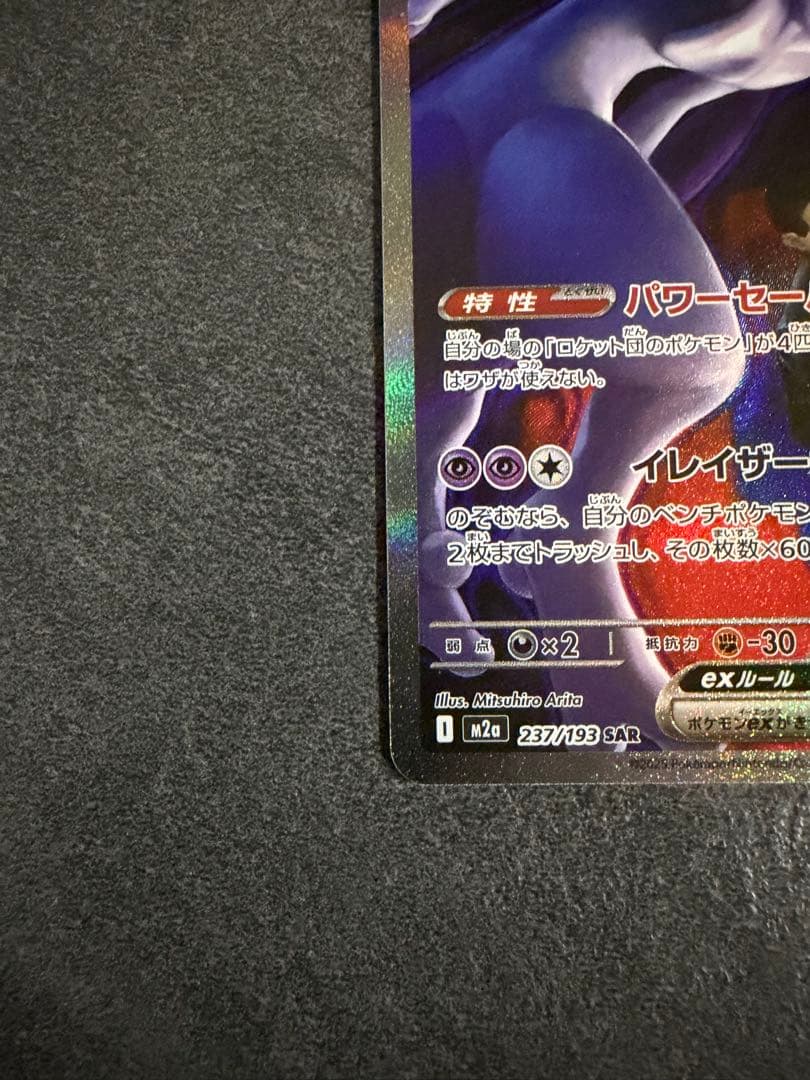 特性 パワーセー
自分の場の「ロケット団のポケモン」が4匹
はワザが使えない。
イレイザー
のぞむなら、自分のベンチポケモン
2枚までトラッシュし、その枚数×60
弱点 ×2 抵抗力 -30
exルール
Illus. Mitsuhiro Arita
ポケモンexがき
I m2a 237/193 SAR
©2025 Pokémon/Nintendo/C